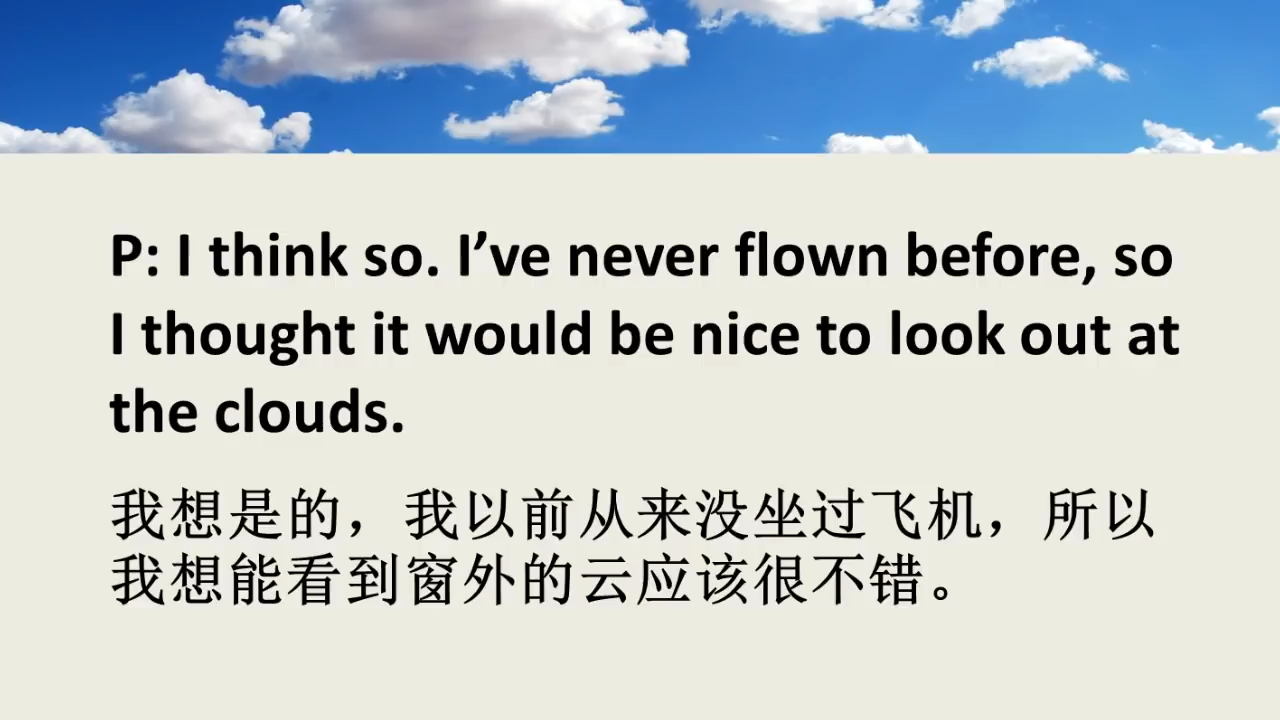 P: I think so. I’ve never flown before, so
I thought it would be nice to look out at
the clouds.
我想是的，我以前从来没坐过飞机，所以
我想能看到窗外的云应该很不错。